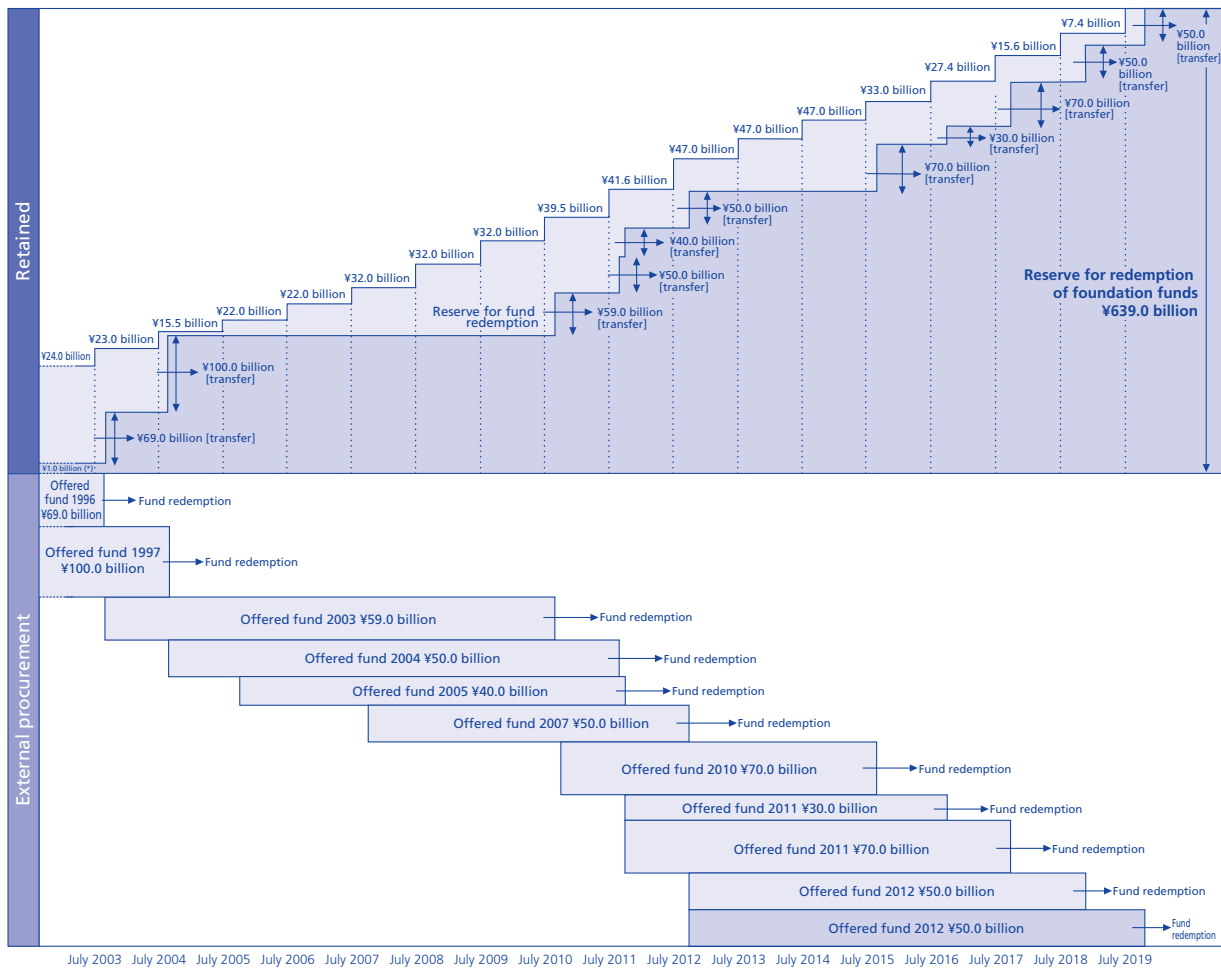 Retained
¥7.4 billion
¥50.0
billion
[transfer]
¥15.6 billion
¥50.0
billion
[transfer]
¥27.4 billion
¥70.0 billion
[transfer]
¥33.0 billion
¥30.0 billion
[transfer]
¥47.0 billion
¥70.0 billion
[transfer]
¥47.0 billion
¥47.0 billion
¥50.0 billion
[transfer]
¥41.6 billion
¥40.0 billion
[transfer]
¥39.5 billion
¥50.0 billion
[transfer]
¥32.0 billion
¥59.0 billion
[transfer]
¥32.0 billion
¥32.0 billion
Reserve for fund
redemption
Reserve for redemption
of foundation funds
¥639.0 billion
¥22.0 billion
¥22.0 billion
¥15.5 billion
¥23.0 billion
¥24.0 billion
¥100.0 billion
[transfer]
¥69.0 billion [transfer]
¥1.0 billion (*)
External procurement
Offered
fund 1996
¥69.0 billion
Fund redemption
Offered fund 1997
¥100.0 billion
Fund redemption
Offered fund 2003 ¥59.0 billion
Fund redemption
Offered fund 2004 ¥50.0 billion
Fund redemption
Offered fund 2005 ¥40.0 billion
Fund redemption
Offered fund 2007 ¥50.0 billion
Fund redemption
Offered fund 2010 ¥70.0 billion
Fund redemption
Offered fund 2011 ¥30.0 billion
Fund redemption
Offered fund 2011 ¥70.0 billion
Fund redemption
Offered fund 2012 ¥50.0 billion
Fund redemption
Offered fund 2012 ¥50.0 billion
Fund
redemption
July 2003 July 2004 July 2005 July 2006 July 2007 July 2008 July 2009 July 2010 July 2011 July 2012 July 2013 July 2014 July 2015 July 2016 July 2017 July 2018 July 2019